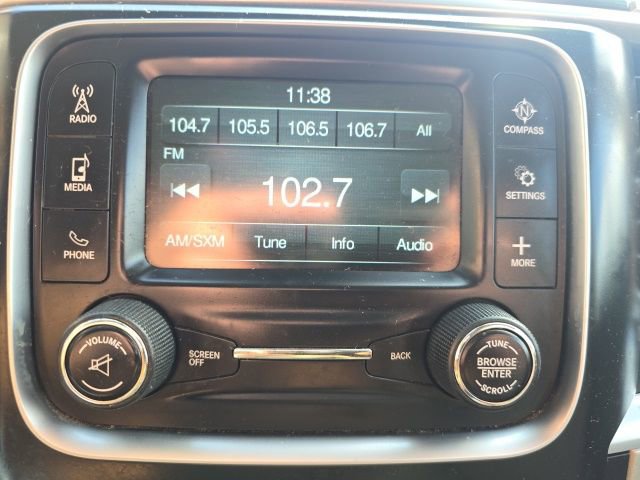 11:38
104.7 105.5 106.5 106.7 All
FM
102.7
AM/SXM Tune Info Audio
RADIO
MEDIA
PHONE
COMPASS
SETTINGS
MORE
VOLUME
SCREEN
OFF
BACK
TUNE
BROWSE
ENTER
SCROLL
N